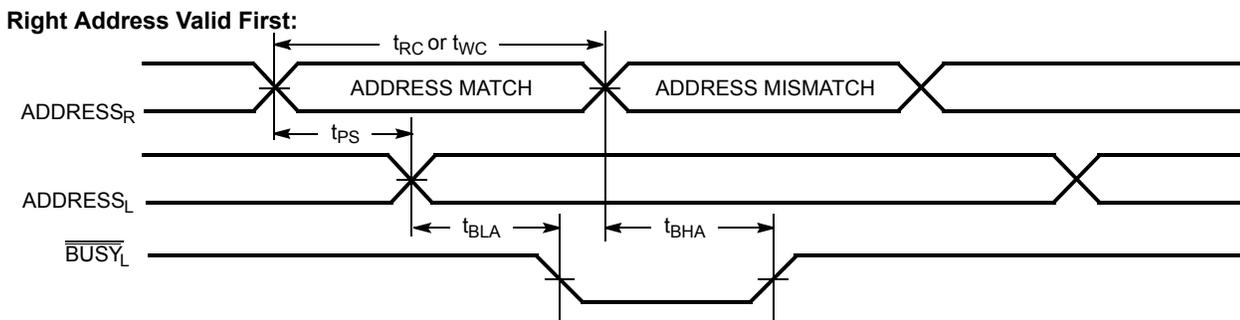 Right Address Valid First:
tRC or tWC
ADDRESS MATCH
ADDRESS MISMATCH
ADDRESSR
tPS
ADDRESSL
tBLA
tBHA
BUSYL